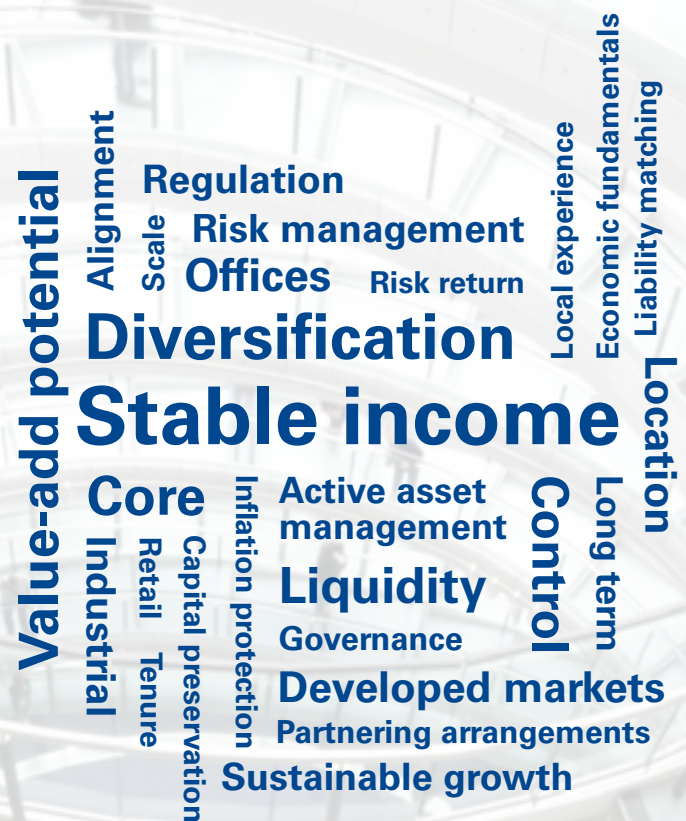 Value-add potential
Alignment
Scale
Regulation
Risk management
Offices
Risk return
Local experience
Economic fundamentals
Liability matching
Diversification
Stable income
Location
Core
Industrial
Retail
Tenure
Capital preservation
Inflation protection
Active asset
management
Liquidity
Governance
Control
Long term
Developed markets
Partnering arrangements
Sustainable growth